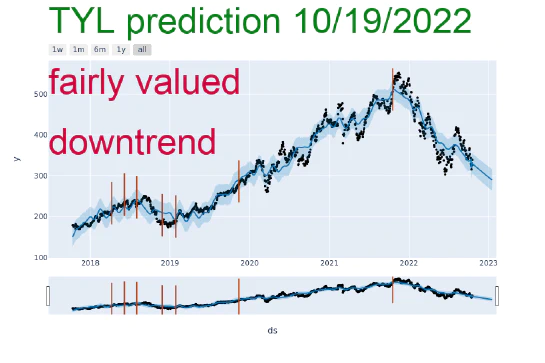 TYL prediction 10/19/2022
1w 1m 6m 1y all
fairly valued
downtrend
y
500
400
300
200
100
2018 2019 2020 2021 2022 2023
ds